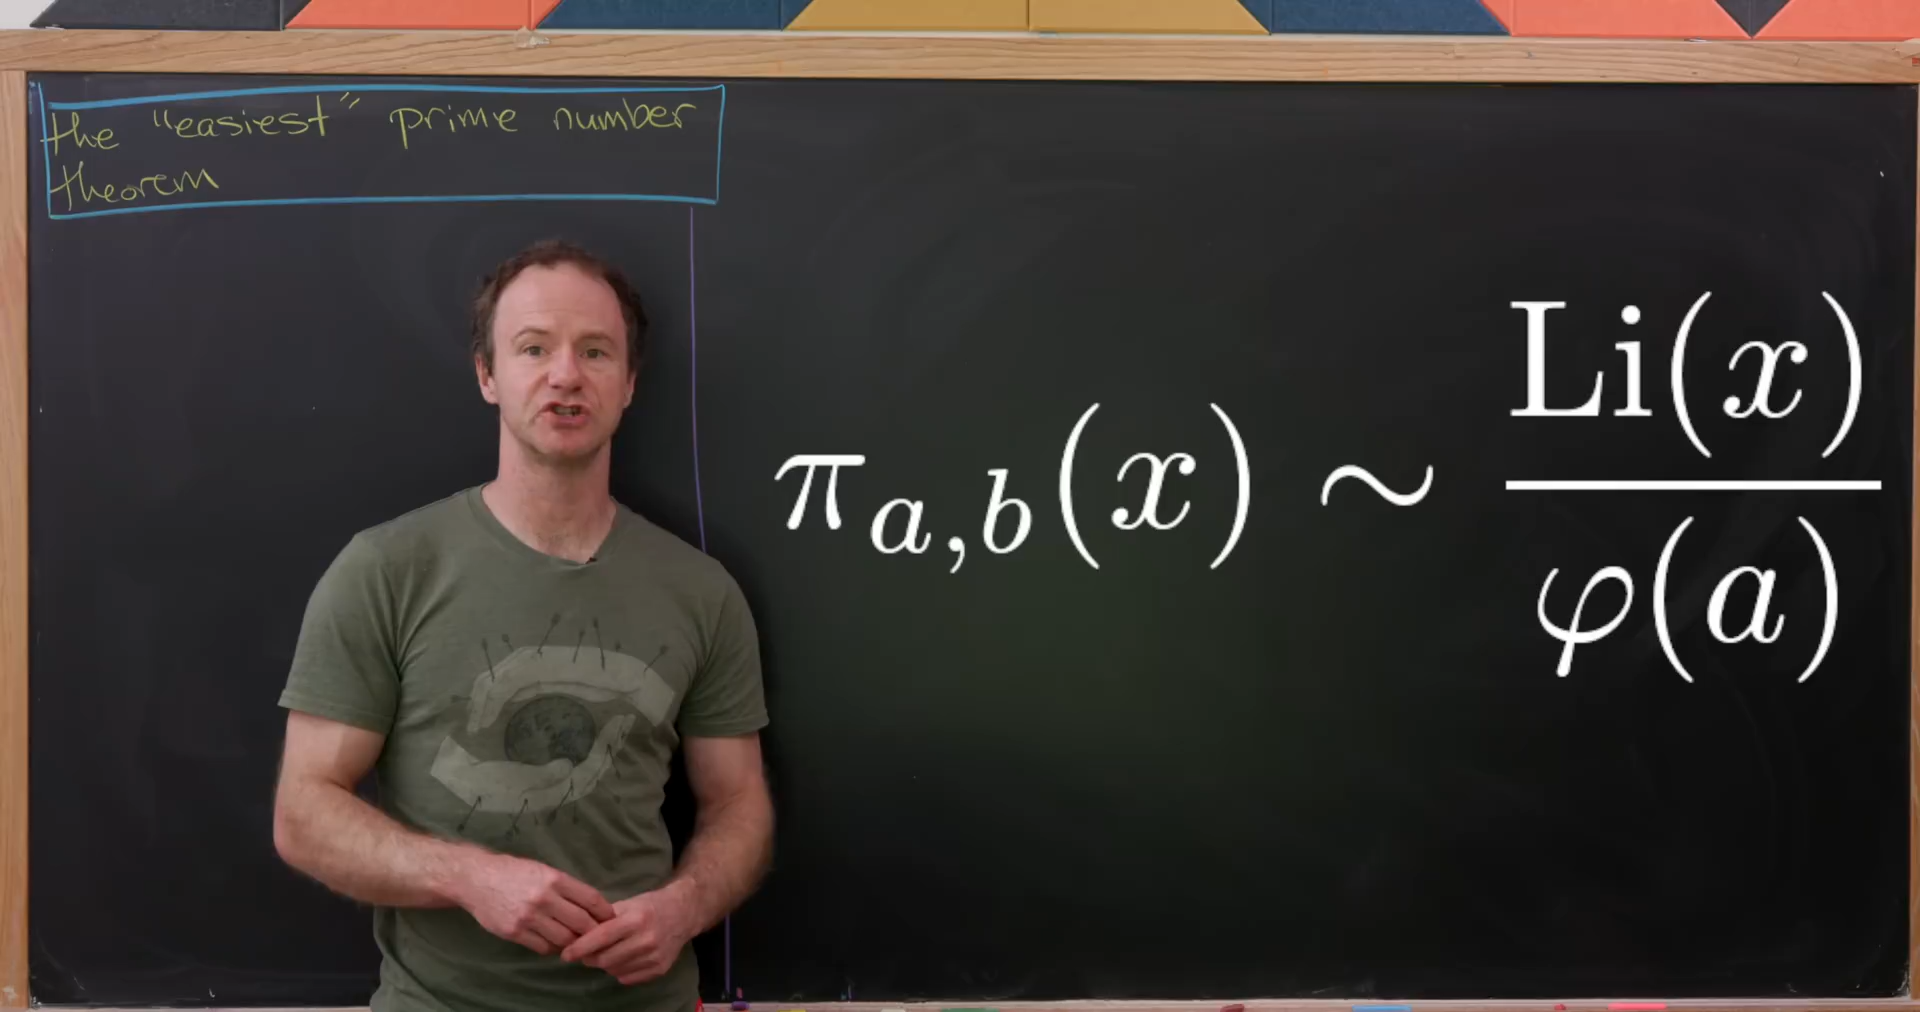 the "easiest" prime number
theorem
π_{a,b}(x) ∼ Li(x)/φ(a)